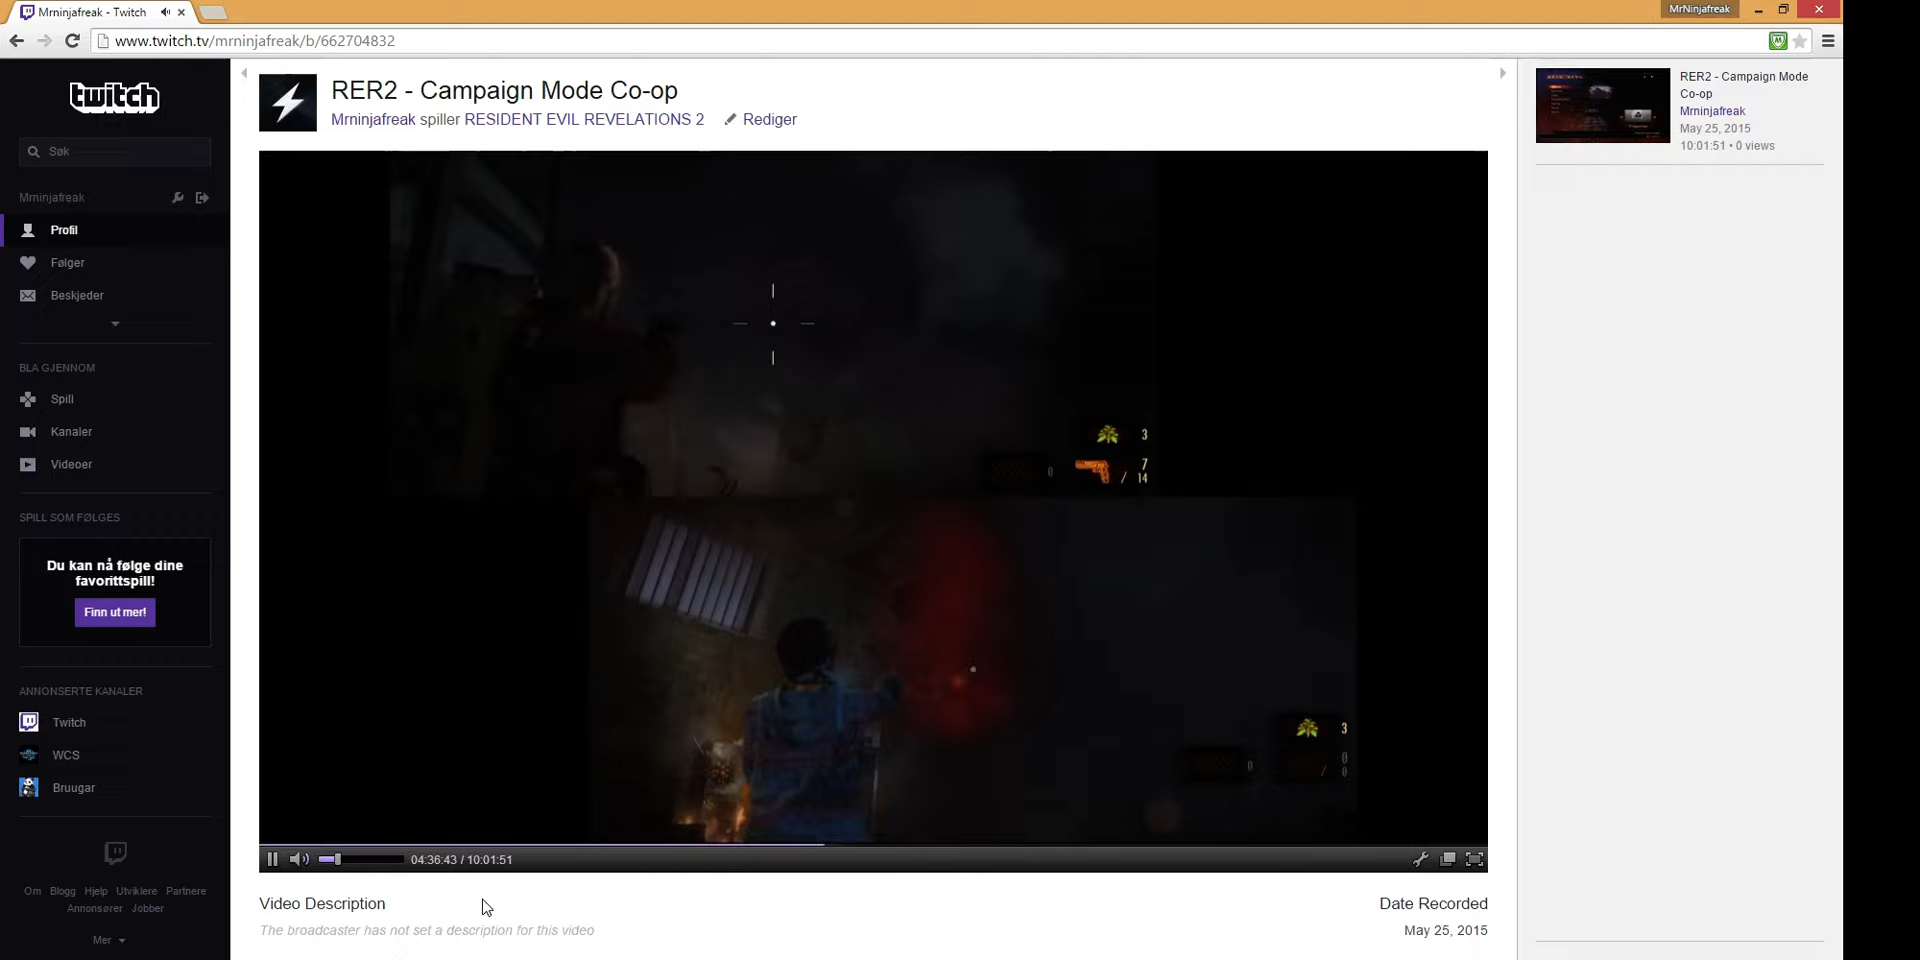 Mrninjafreak - Twitch
MrNinjafreak
www.twitch.tv/mrninjafreak/b/662704832
twitch
Søk
Mrninjafreak
Profil
Følger
Beskjeder
BLA GJENNOM
Spill
Kanaler
Videoer
SPILL SOM FØLGES
Du kan nå følge dine
favorittspill!
Finn ut mer!
ANNONSERTE KANALER
Twitch
WCS
Bruugar
Om Blogg Hjelp Utviklere Partnere
Annonsører Jobber
Mer
RER2 - Campaign Mode Co-op
Mrninjafreak spiller RESIDENT EVIL REVELATIONS 2 Rediger
3
0 7
/ 14
3
0 0
/ 0
04:36:43 / 10:01:51
Video Description
The broadcaster has not set a description for this video
Date Recorded
May 25, 2015
RER2 - Campaign Mode
Co-op
Mrninjafreak
May 25, 2015
10:01:51 • 0 views